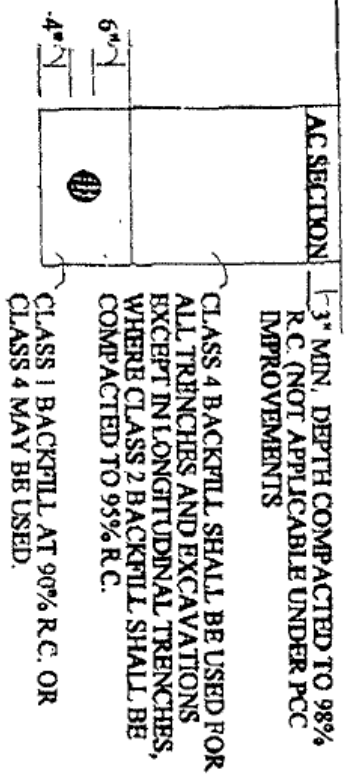 AC SECTION
3" MIN. DEPTH COMPACTED TO 98%
R.C. (NOT APPLICABLE UNDER PCC
IMPROVEMENTS
CLASS 4 BACKFILL SHALL BE USED FOR
ALL TRENCHES AND EXCAVATIONS
EXCEPT IN LONGITUDINAL TRENCHES,
WHERE CLASS 2 BACKFILL SHALL BE
COMPACTED TO 95% R.C.
6"
4"
CLASS 1 BACKFILL AT 90% R.C. OR
CLASS 4 MAY BE USED.